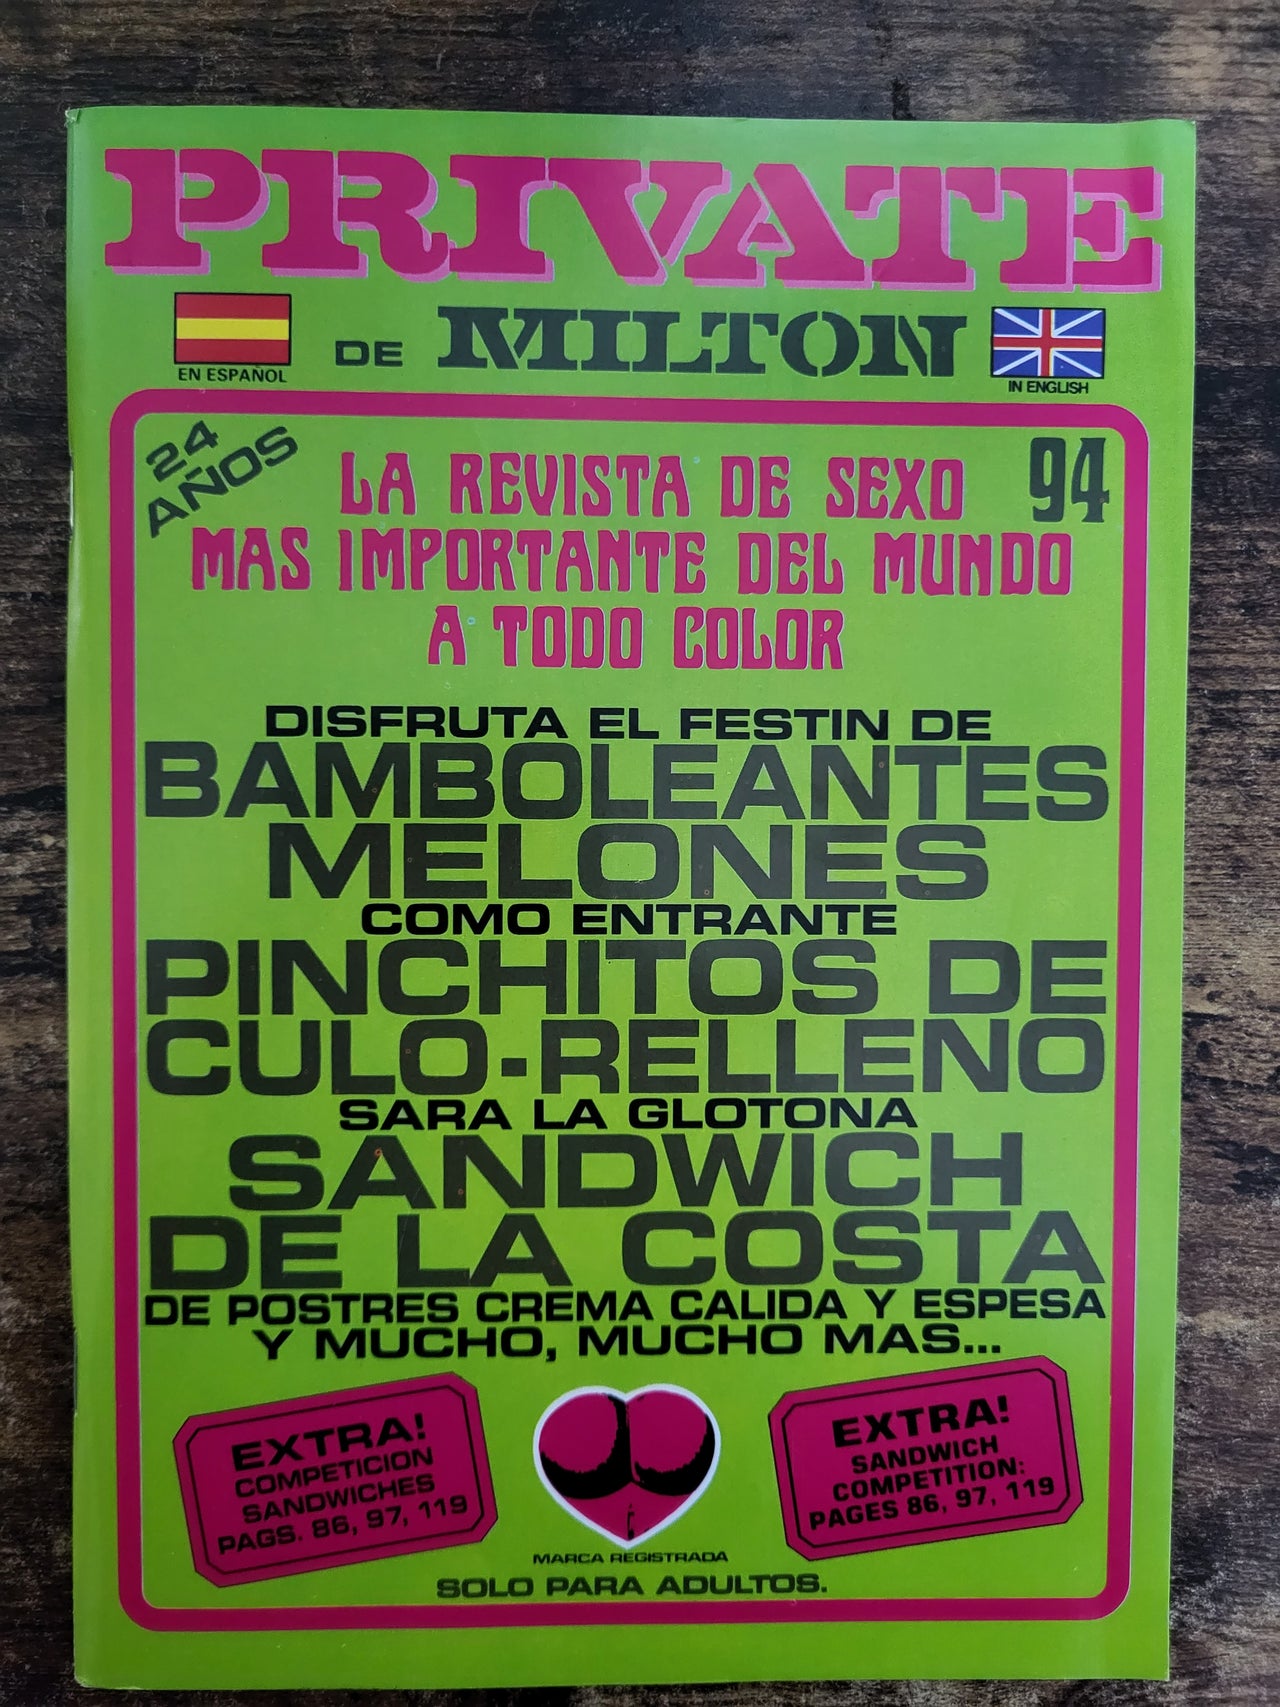 PRIVATE
EN ESPAÑOL
DE MILTON
IN ENGLISH
24
AÑOS
94
LA REVISTA DE SEXO
MAS IMPORTANTE DEL MUNDO
A TODO COLOR
DISFRUTA EL FESTIN DE
BAMBOLEANTES
MELONES
COMO ENTRANTE
PINCHITOS DE
CULO-RELLENO
SARA LA GLOTONA
SANDWICH
DE LA COSTA
DE POSTRES CREMA CALIDA Y ESPESA
Y MUCHO, MUCHO MAS...
EXTRA!
COMPETICION
SANDWICHES
PAGS. 86, 97, 119
EXTRA!
SANDWICH
COMPETITION:
PAGES 86, 97, 119
MARCA REGISTRADA
SOLO PARA ADULTOS.